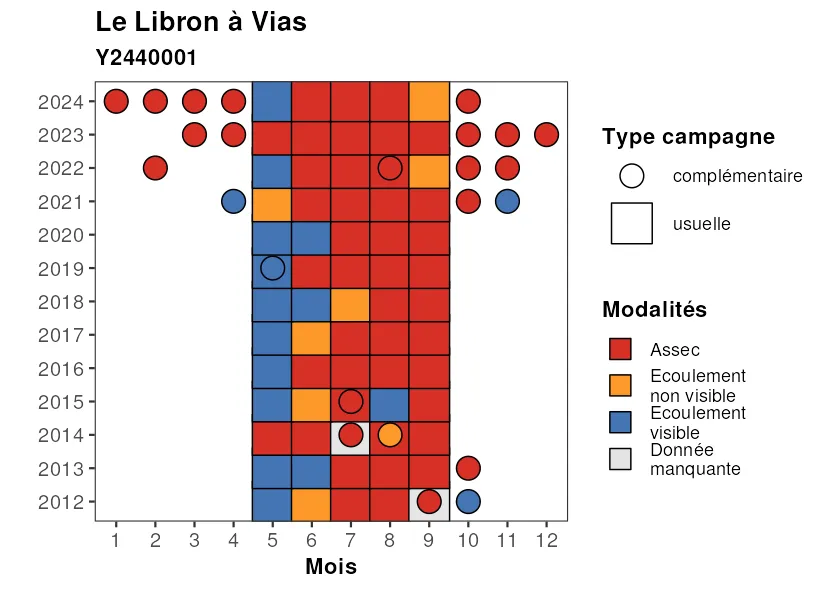 Le Libron à Vias
Y2440001
2024
2023
2022
2021
2020
2019
2018
2017
2016
2015
2014
2013
2012
1 2 3 4 5 6 7 8 9 10 11 12
Mois
Type campagne
complémentaire
usuelle
Modalités
Assec
Ecoulement
non visible
Ecoulement
visible
Donnée
manquante